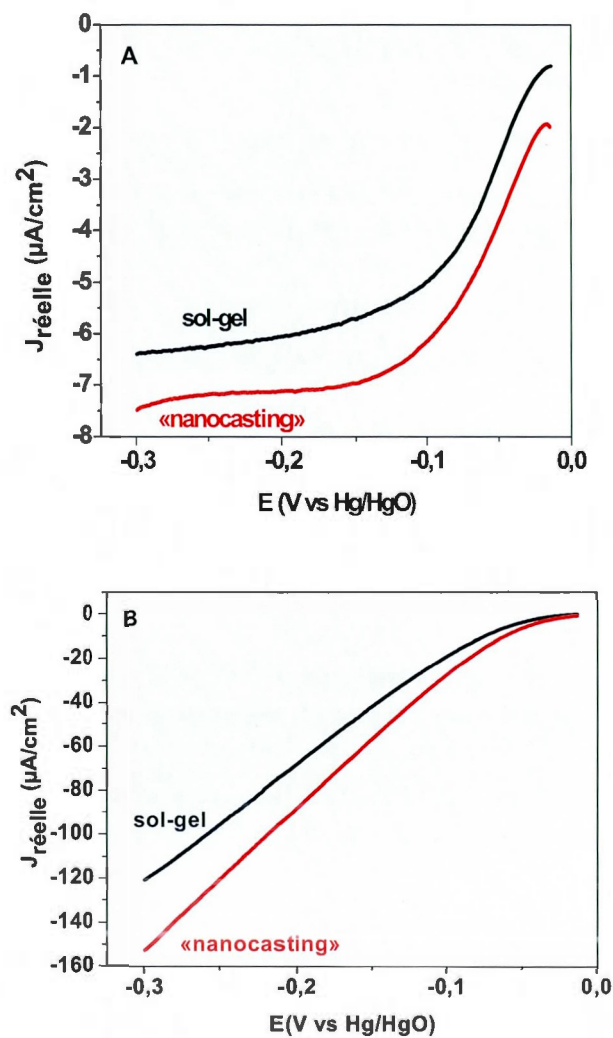 A
0
-1
-2
-3
-4
-5
-6
-7
-8
J réelle (µA/cm²)
sol-gel
«nanocasting»
-0,3 -0,2 -0,1 0,0
E (V vs Hg/HgO)
B
0
-20
-40
-60
-80
-100
-120
-140
-160
J réelle (µA/cm²)
sol-gel
«nanocasting»
-0,3 -0,2 -0,1 0,0
E(V vs Hg/HgO)